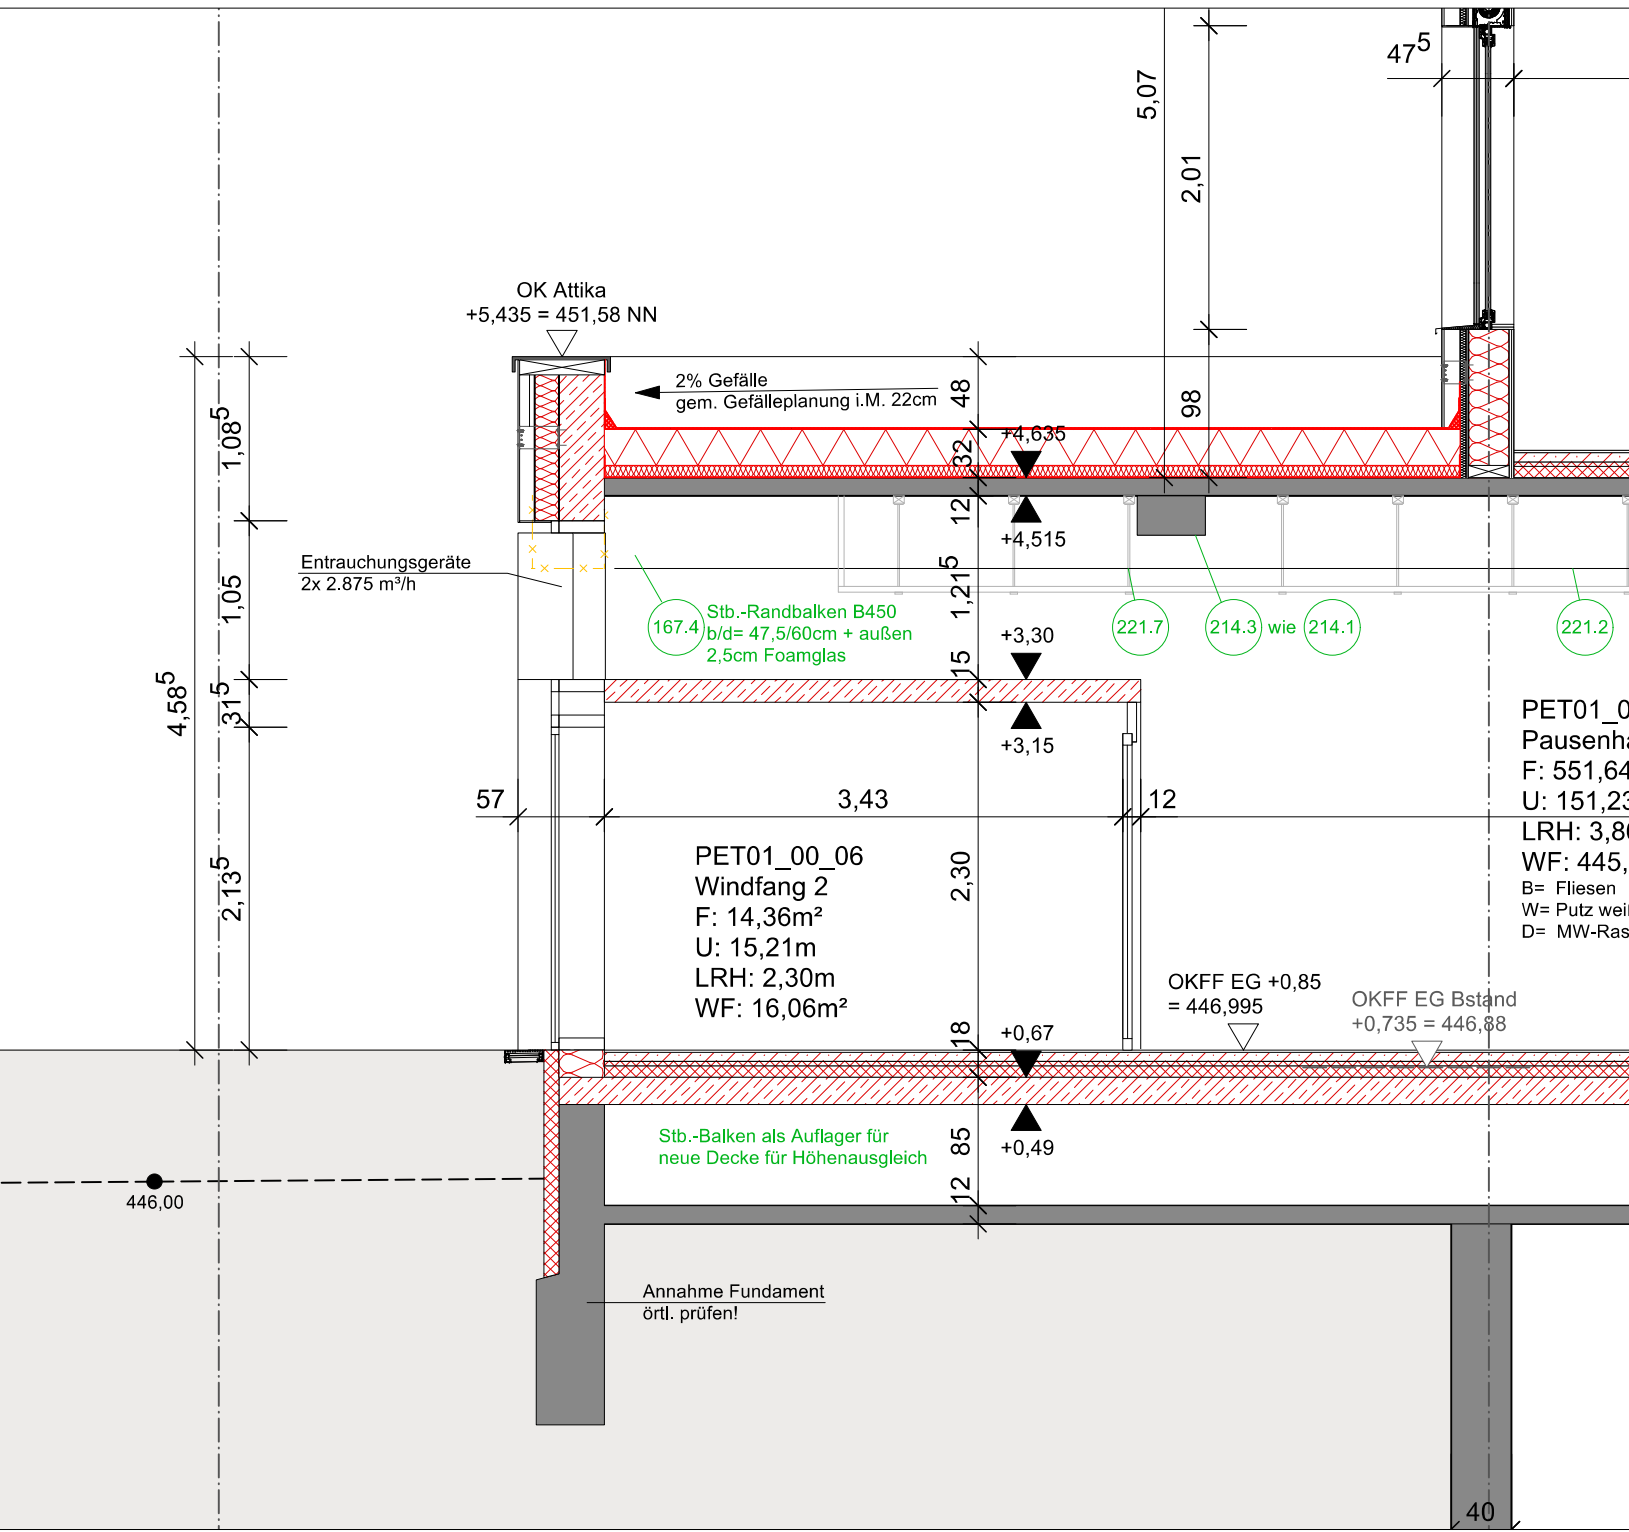 47⁵
5,07
2,01
OK Attika
+5,435 = 451,58 NN
2% Gefälle
gem. Gefälleplanung i.M. 22cm
48
98
1,08⁵
+4,635
32
12
+4,515
Entrauchungsgeräte
2x 2.875 m³/h
1,05
1,21⁵
167.4
Stb.-Randbalken B450
b/d= 47,5/60cm + außen
2,5cm Foamglas
221.7
214.3 wie 214.1
221.2
+3,30
15
4,58⁵
31�5
+3,15
PET01_0
Pausenha
F: 551,64
U: 151,23
LRH: 3,80
WF: 445,
B= Fliesen
W= Putz wei
D= MW-Ras
57
3,43
12
2,13⁵
2,30
PET01_00_06
Windfang 2
F: 14,36m²
U: 15,21m
LRH: 2,30m
WF: 16,06m²
OKFF EG +0,85
= 446,995
OKFF EG Bstand
+0,735 = 446,88
18
+0,67
Stb.-Balken als Auflager für
neue Decke für Höhenausgleich
85
+0,49
12
446,00
Annahme Fundament
örtl. prüfen!
40